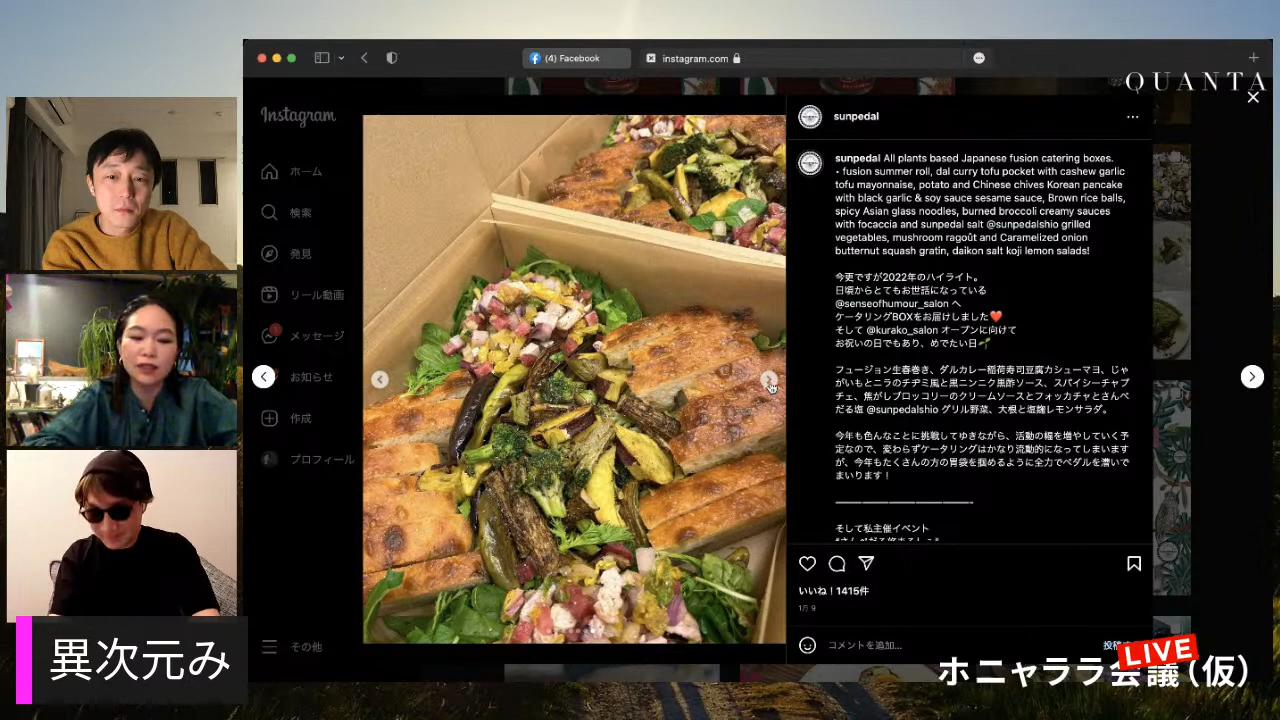 (4) Facebook
instagram.com
QUANTA
Instagram
ホーム
検索
発見
リール動画
メッセージ
お知らせ
作成
プロフィール
その他
sunpedal
sunpedal All plants based Japanese fusion catering boxes.
• fusion summer roll, dal curry tofu pocket with cashew garlic
tofu mayonnaise, potato and Chinese chives Korean pancake
with black garlic & soy sauce sesame sauce, Brown rice balls,
spicy Asian glass noodles, burned broccoli creamy sauces
with focaccia and sunpedal salt @sunpedalshio grilled
vegetables, mushroom ragoût and Caramelized onion
butternut squash gratin, daikon salt koji lemon salads!
今更ですが2022年のハイライト。
日頃からとてもお世話になっている
@senseofhumour_salon へ
ケータリングBOXをお届けしました❤️
そして @kurako_salon オープンに向けて
お祝いの日でもあり、めでたい日🌱
フュージョン生春巻き、ダルカレー稲荷寿司豆腐カシューマヨ、じゃ
がいもとニラのチヂミ風と黒ニンニク黒酢ソース、スパイシーチャプ
チェ、焦がしブロッコリーのクリームソースとフォッカチャとさんぺ
だる塩 @sunpedalshio グリル野菜、大根と塩麹レモンサラダ。
今年も色んなことに挑戦してゆきながら、活動の幅を増やしていく予
定なので、変わらずケータリングはかなり流動的になってしまいます
が、今年もたくさんの方の胃袋を掴めるように全力でペダルを漕いで
まいります！
そして私主催イベント
いいね！1415件
1月 9
コメントを追加...
異次元み
LIVE
ホニャララ会議（仮）